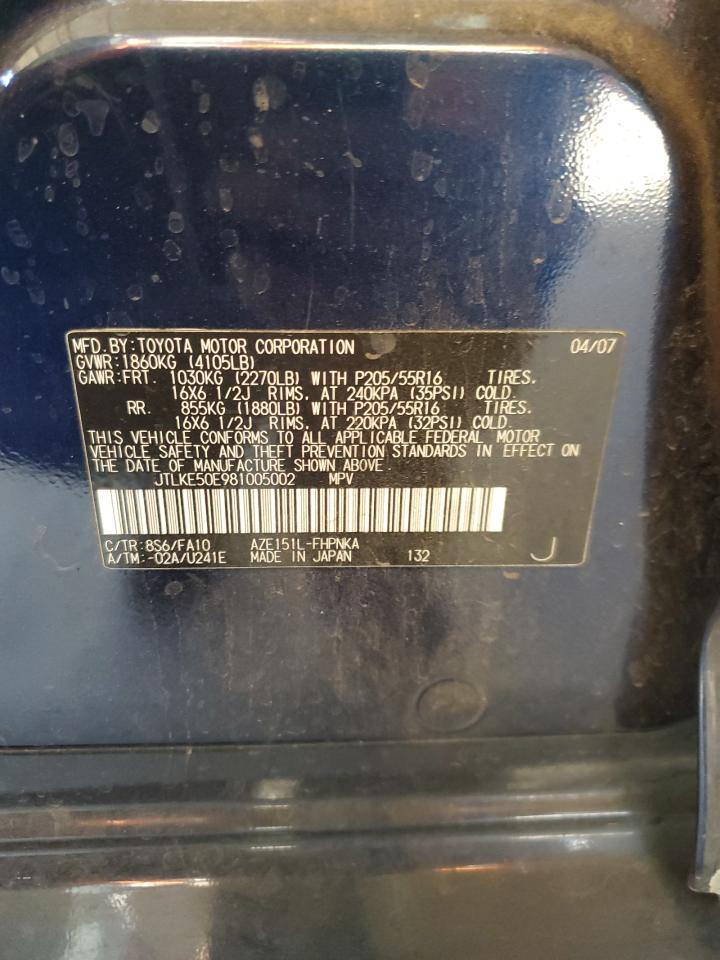 MFD.BY:TOYOTA MOTOR CORPORATION 04/07
GVWR:1860KG (4105LB)
GAWR:FRT. 1030KG (2270LB) WITH P205/55R16 TIRES.
16X6 1/2J RIMS. AT 240KPA (35PSI) COLD.
RR. 855KG (1880LB) WITH P205/55R16 TIRES.
16X6 1/2J RIMS. AT 220KPA (32PSI) COLD.
THIS VEHICLE CONFORMS TO ALL APPLICABLE FEDERAL MOTOR
VEHICLE SAFETY AND THEFT PREVENTION STANDARDS IN EFFECT ON
THE DATE OF MANUFACTURE SHOWN ABOVE.
JTLKE50E981005002 MPV
C/TR:8S6/FA10 AZE151L-FHPNKA
A/TM:-02A/U241E MADE IN JAPAN 132 J